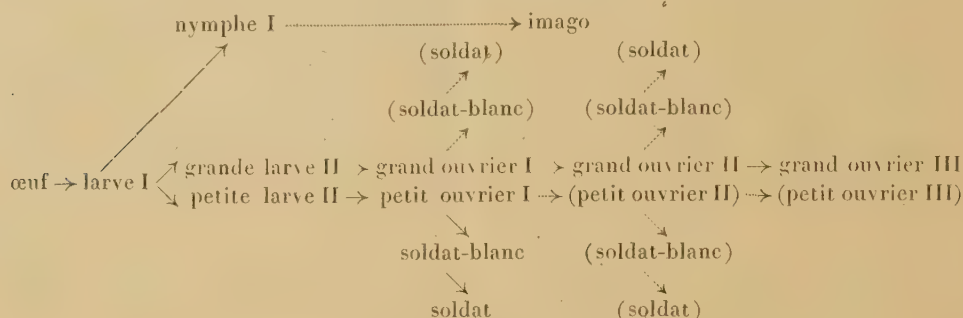 nymphe I → imago
(soldat) (soldat)
(soldat-blanc) (soldat-blanc)
grande larve II → grand ouvrier I → grand ouvrier II → grand ouvrier III
œuf → larve I
petite larve II → petit ouvrier I → (petit ouvrier II) → (petit ouvrier III)
soldat-blanc (soldat-blanc)
soldat (soldat)